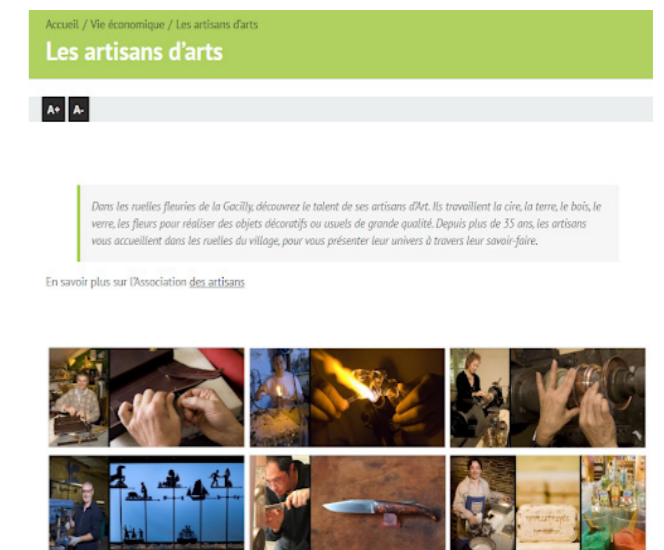 Accueil / Vie économique / Les artisans d'arts
Les artisans d'arts
A+ A-
Dans les ruelles fleuries de la Gacilly, découvrez le talent de ses artisans d'Art. Ils travaillent la cire, la terre, le bois, le
verre, les fleurs pour réaliser des objets décoratifs ou usuels de grande qualité. Depuis plus de 35 ans, les artisans
vous accueillent dans les ruelles du village, pour vous présenter leur univers à travers leur savoir-faire.
En savoir plus sur l'Association des artisans